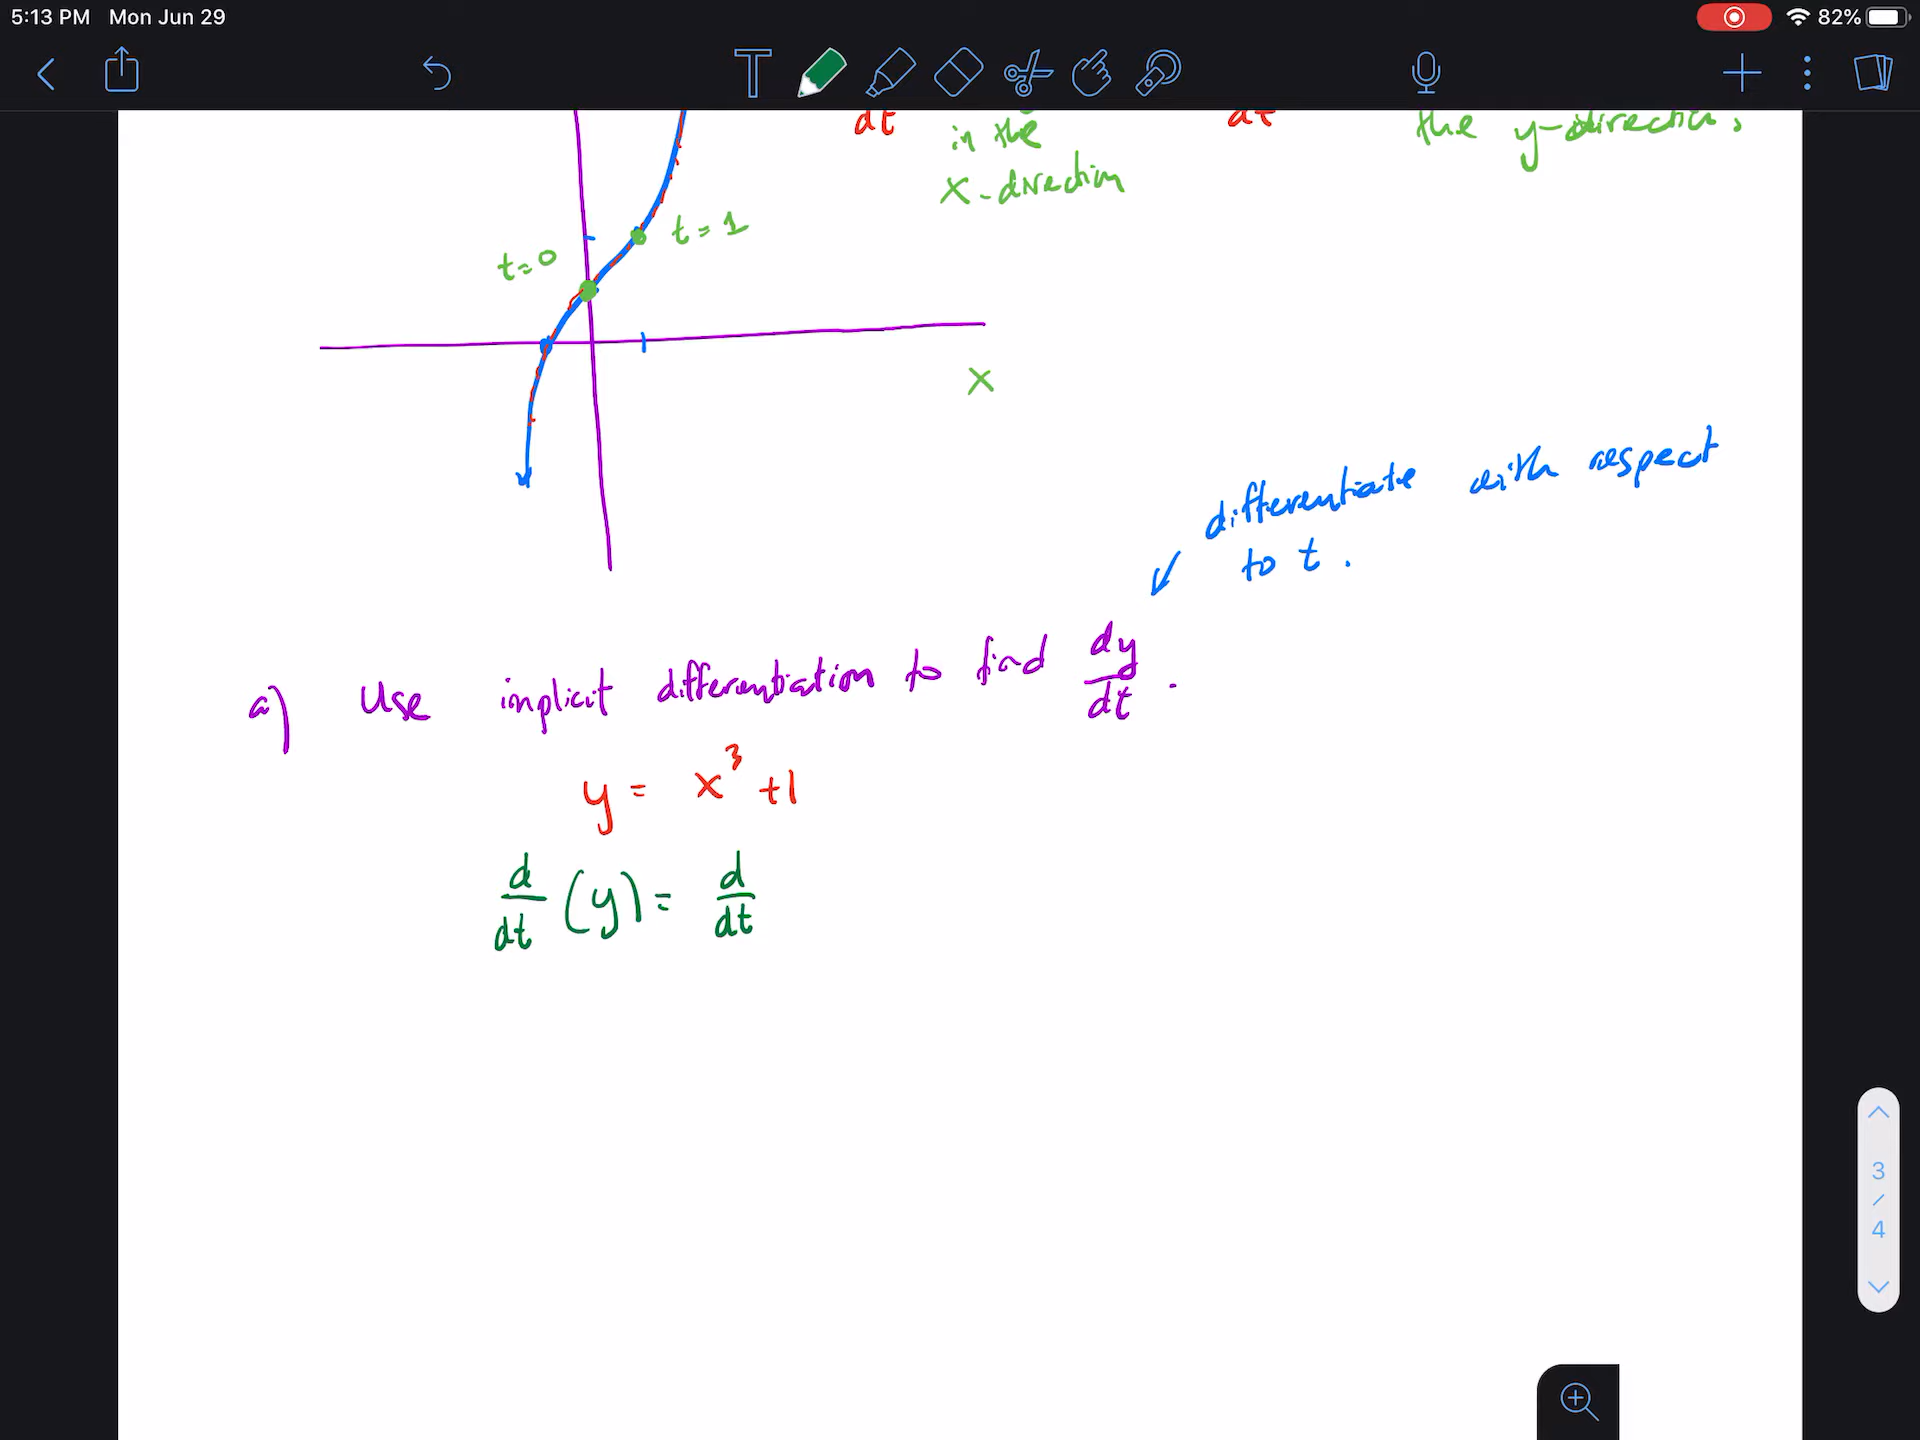 5:13 PM Mon Jun 29
82%
T
dt
in the
x-direction
dt
the y-direction.
t=1
t=0
x
differentiate with respect
to t.
a) Use implicit differentiation to find dy/dt.
y = x³ +1
d/dt (y) = d/dt
3
/
4